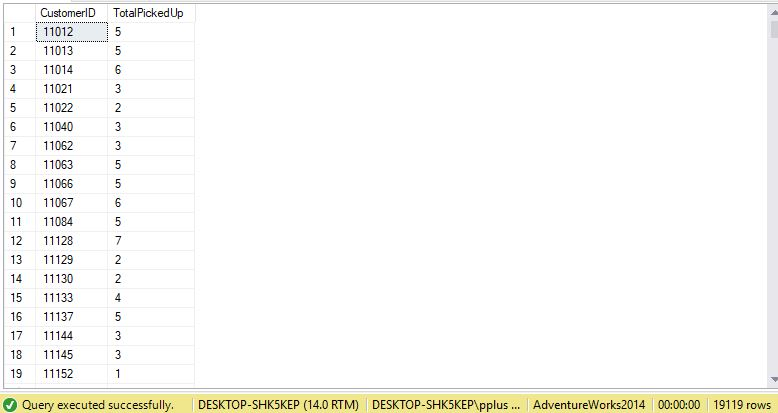 CustomerID TotalPickedUp
1 11012 5
2 11013 5
3 11014 6
4 11021 3
5 11022 2
6 11040 3
7 11062 3
8 11063 5
9 11066 5
10 11067 6
11 11084 5
12 11128 7
13 11129 2
14 11130 2
15 11133 4
16 11137 5
17 11144 3
18 11145 3
19 11152 1
Query executed successfully. DESKTOP-SHK5KEP (14.0 RTM) DESKTOP-SHK5KEP\pplus ... AdventureWorks2014 00:00:00 19119 rows